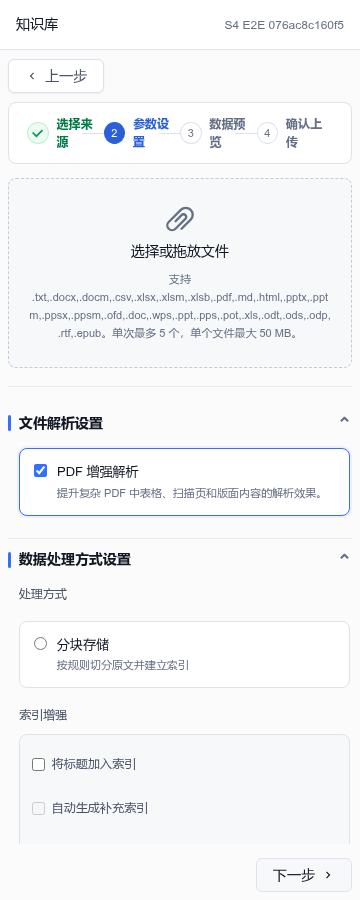 知识库
S4 E2E 076ac8c160f5
上一步
选择来源
2
参数设置
3
数据预览
4
确认上传
选择或拖放文件
支持
.txt,.docx,.docm,.csv,.xlsx,.xlsm,.xlsb,.pdf,.md,.html,.pptx,.ppt
m,.ppsx,.ppsm,.ofd,.doc,.wps,.ppt,.pps,.pot,.xls,.odt,.ods,.odp,
.rtf,.epub。单次最多 5 个，单个文件最大 50 MB。
文件解析设置
PDF 增强解析
提升复杂 PDF 中表格、扫描页和版面内容的解析效果。
数据处理方式设置
处理方式
分块存储
按规则切分原文并建立索引
索引增强
将标题加入索引
自动生成补充索引
下一步